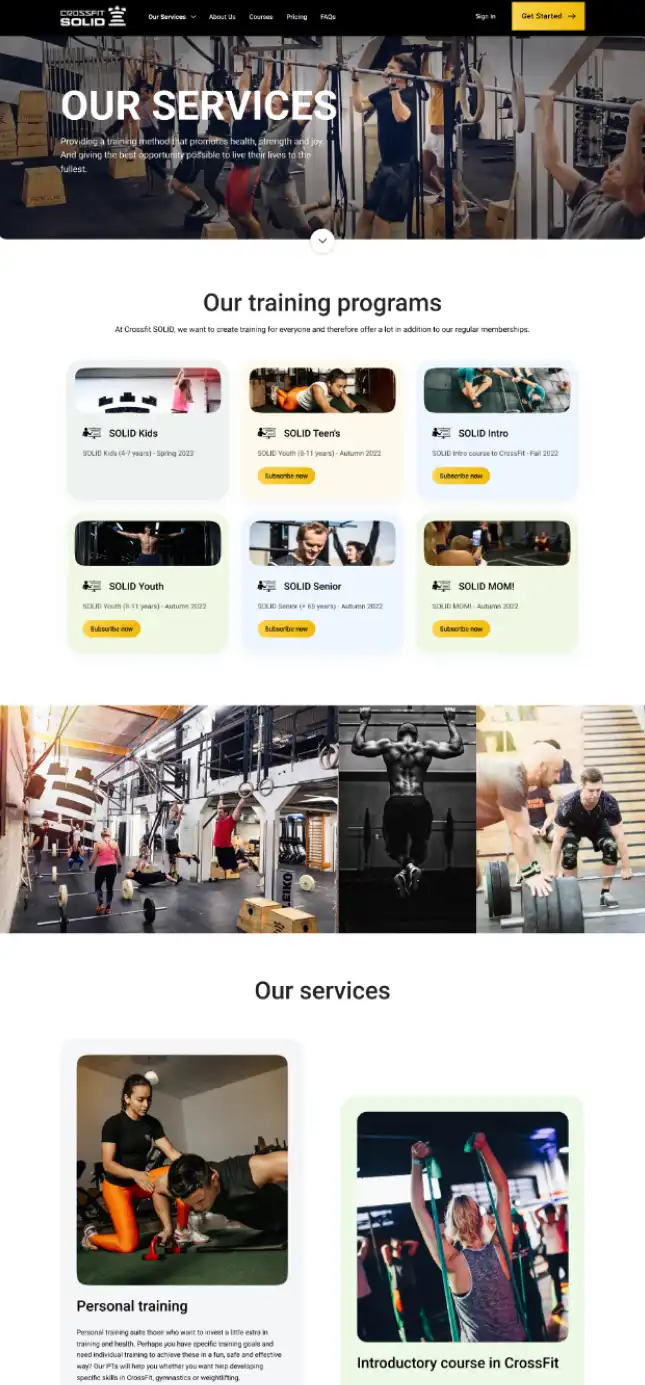 CROSSFIT
SOLID
Our Services
About Us
Courses
Pricing
FAQs
Sign In
Get Started
OUR SERVICES
Providing a training method that promotes health, strength and joy.
And giving the best opportunity possible to live their lives to the
fullest.
Our training programs
At Crossfit SOLID, we want to create training for everyone and therefore offer a lot in addition to our regular memberships.
SOLID Kids
SOLID Kids (4-7 years) - Spring 2023
SOLID Teen's
SOLID Youth (8-11 years) - Autumn 2022
Subscribe now
SOLID Intro
SOLID Intro course to CrossFit - Fall 2022
Subscribe now
SOLID Youth
SOLID Youth (8-11 years) - Autumn 2022
Subscribe now
SOLID Senior
SOLID Senior (+ 65 years) - Autumn 2022
Subscribe now
SOLID MOM!
SOLID MOM! - Autumn 2022
Subscribe now
ELEIKO
Our services
Personal training
Personal training suits those who want to invest a little extra in
training and health. Perhaps you have specific training goals and
need individual training to achieve these in a fun, safe and effective
way? Our PTs will help you whether you want help developing
specific skills in CrossFit, gymnastics or weightlifting.
Introductory course in CrossFit